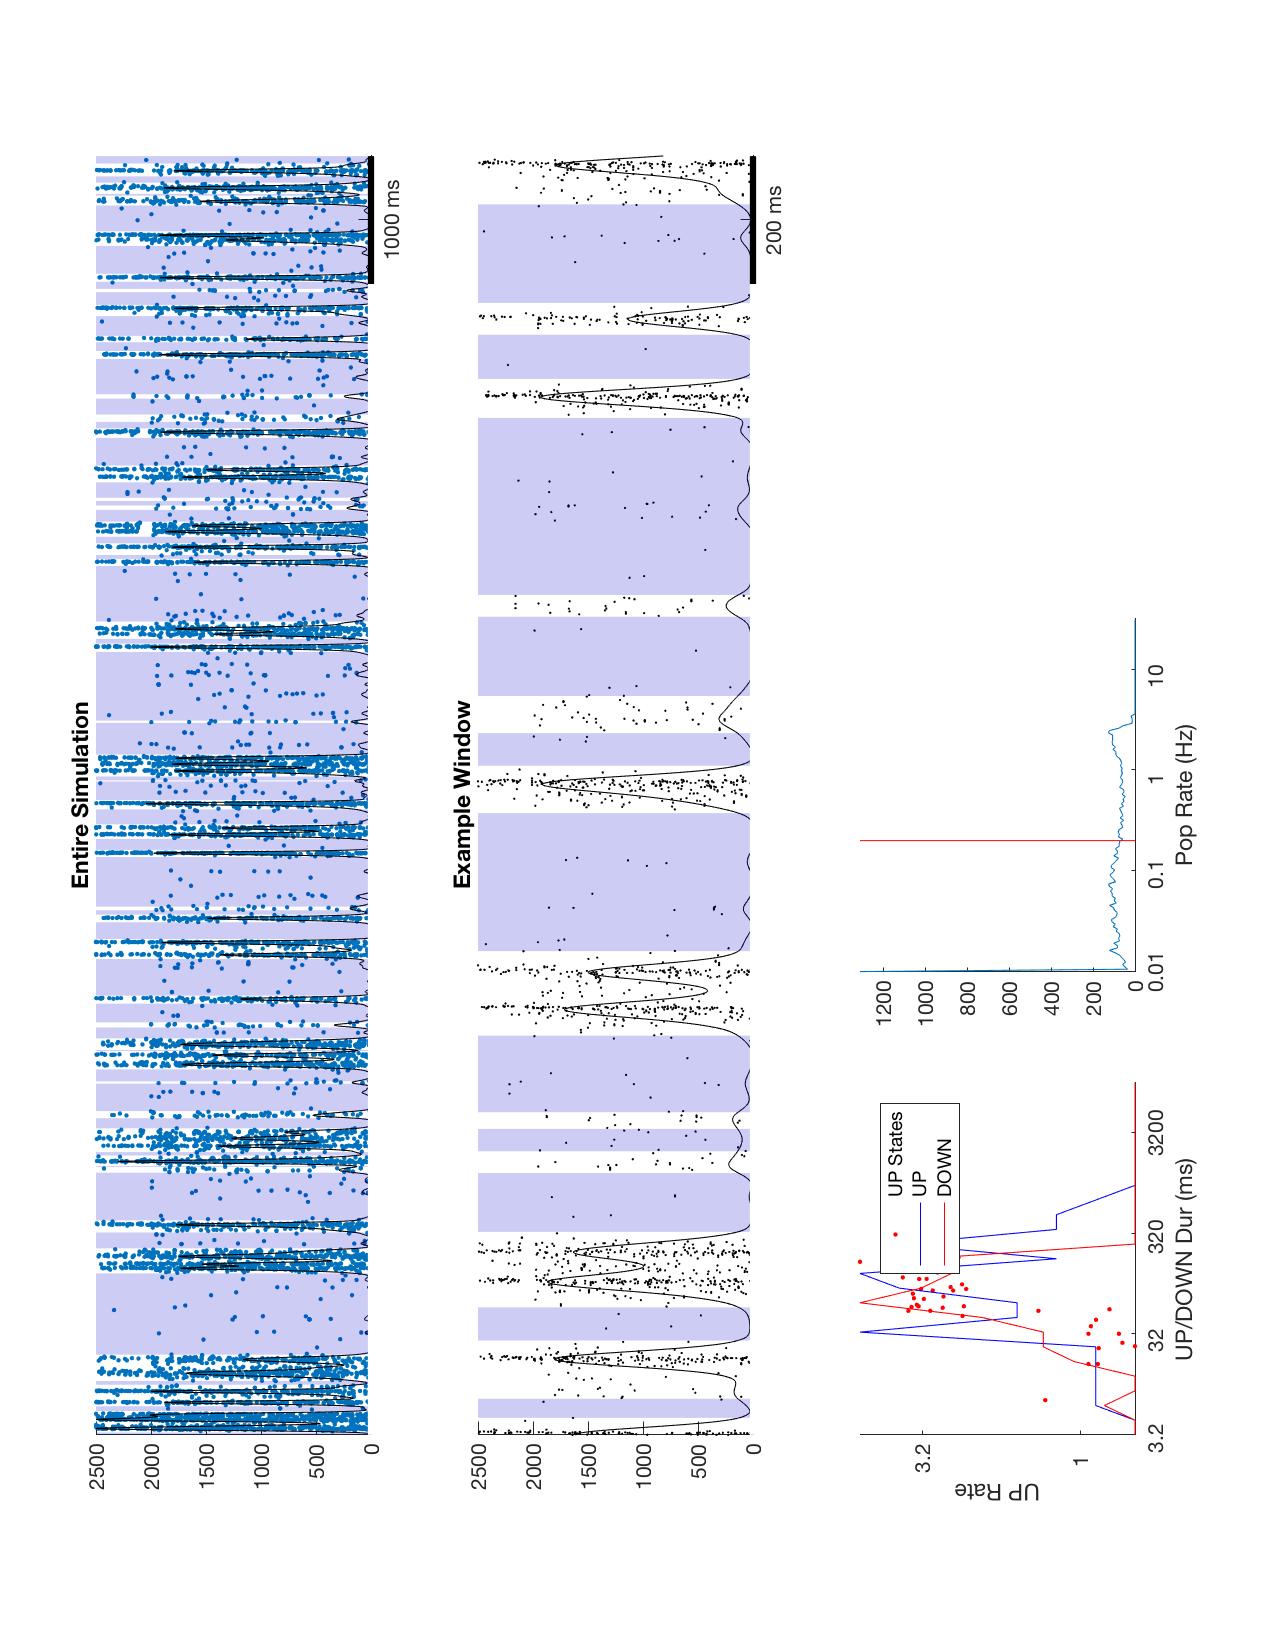 Entire Simulation
2500
2000
1500
1000
500
0
1000 ms
Example Window
2500
2000
1500
1000
500
0
200 ms
UP Rate
3.2
1
UP States
UP
DOWN
3.2 32 320 3200
UP/DOWN Dur (ms)
1200
1000
800
600
400
200
0
0.01 0.1 1 10
Pop Rate (Hz)